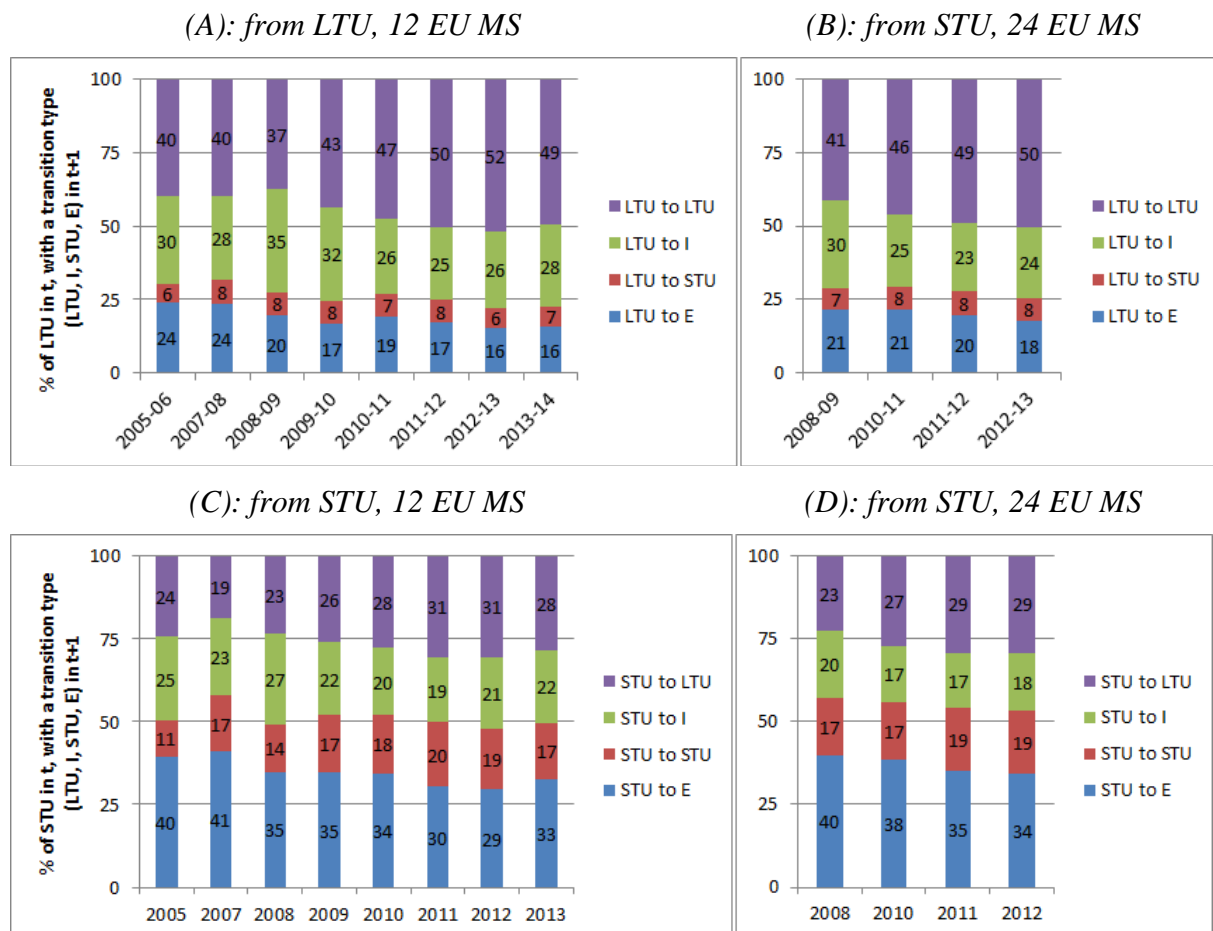 (A): from LTU, 12 EU MS
% of LTU in t, with a transition type
(LTU, I, STU, E) in t+1
100
75
50
25
0
40 40 37 43 47 50 52 49
30 28 35 32 26 25 26 28
6 8 8 8 7 8 6 7
24 24 20 17 19 17 16 16
2005-06 2007-08 2008-09 2009-10 2010-11 2011-12 2012-13 2013-14
LTU to LTU
LTU to I
LTU to STU
LTU to E
(B): from STU, 24 EU MS
100
75
50
25
0
41 46 49 50
30 25 23 24
7 8 8 8
21 21 20 18
2008-09 2010-11 2011-12 2012-13
LTU to LTU
LTU to I
LTU to STU
LTU to E
(C): from STU, 12 EU MS
% of STU in t, with a transition type
(LTU, I, STU, E) in t+1
100
75
50
25
0
24 19 23 26 28 31 31 28
25 23 27 22 20 19 21 22
11 17 14 17 18 20 19 17
40 41 35 35 34 30 29 33
2005 2007 2008 2009 2010 2011 2012 2013
STU to LTU
STU to I
STU to STU
STU to E
(D): from STU, 24 EU MS
100
75
50
25
0
23 27 29 29
20 17 17 18
17 17 19 19
40 38 35 34
2008 2010 2011 2012
STU to LTU
STU to I
STU to STU
STU to E